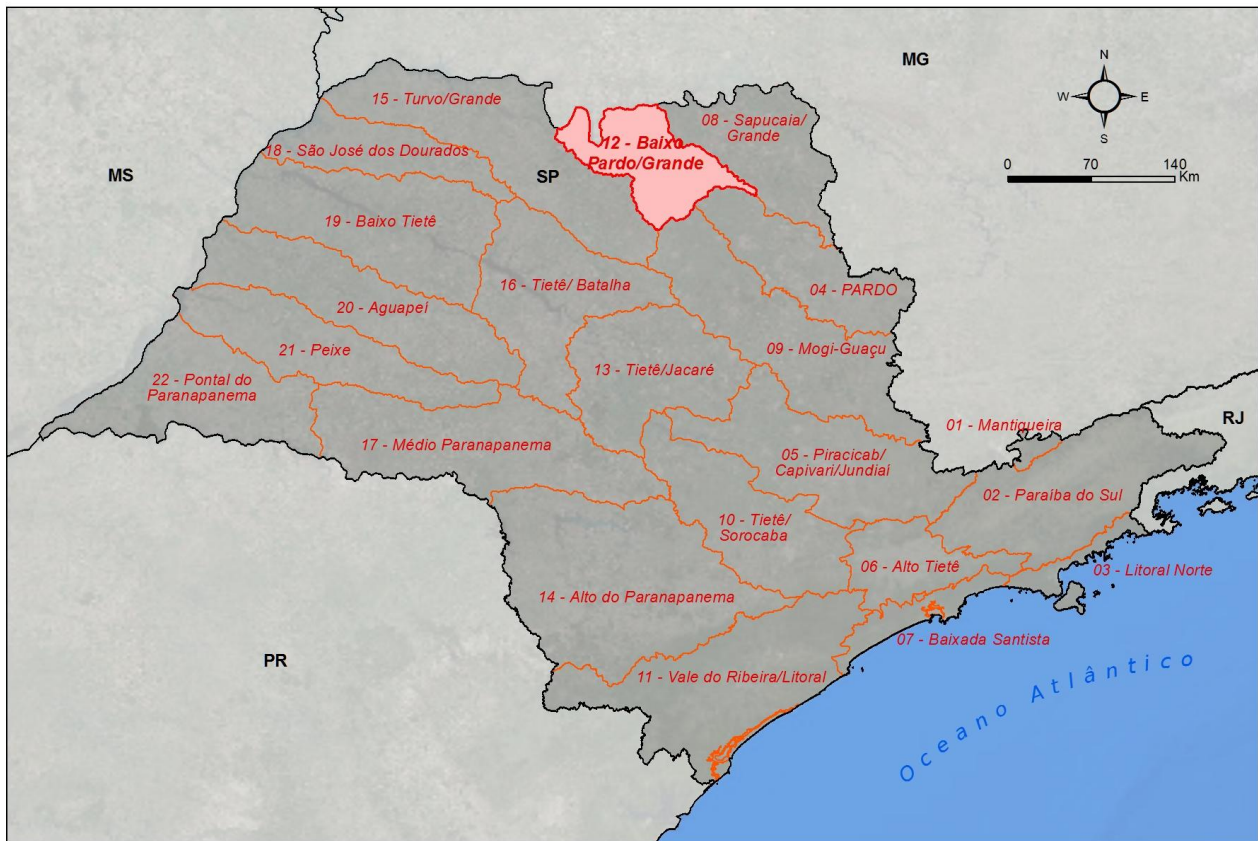 MG
N
W
E
S
0
70
140
Km
15 - Turvo/Grande
08 - Sapucaia/
Grande
12 - Baixo
Pardo/Grande
18 - São José dos Dourados
MS
SP
19 - Baixo Tietê
16 - Tietê/ Batalha
04 - PARDO
20 - Aguapeí
09 - Mogi-Guaçu
21 - Peixe
13 - Tietê/Jacaré
22 - Pontal do
Paranapanema
01 - Mantiqueira
RJ
17 - Médio Paranapanema
05 - Piracicab/
Capivari/Jundiaí
02 - Paraíba do Sul
10 - Tietê/
Sorocaba
06 - Alto Tietê
03 - Litoral Norte
14 - Alto do Paranapanema
07 - Baixada Santista
PR
11 - Vale do Ribeira/Litoral
Oceano Atlântico